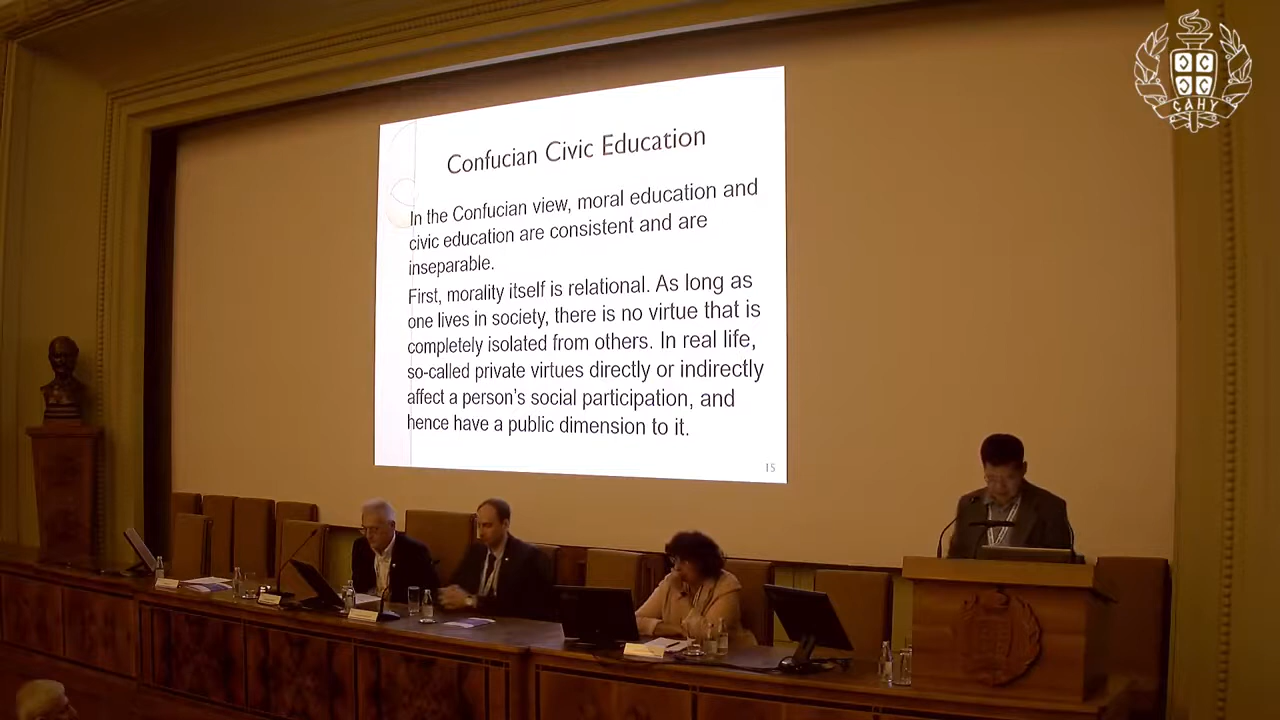 Confucian Civic Education
In the Confucian view, moral education and
civic education are consistent and are
inseparable.
First, morality itself is relational. As long as
one lives in society, there is no virtue that is
completely isolated from others. In real life,
so-called private virtues directly or indirectly
affect a person's social participation, and
hence have a public dimension to it.
15
САНУ